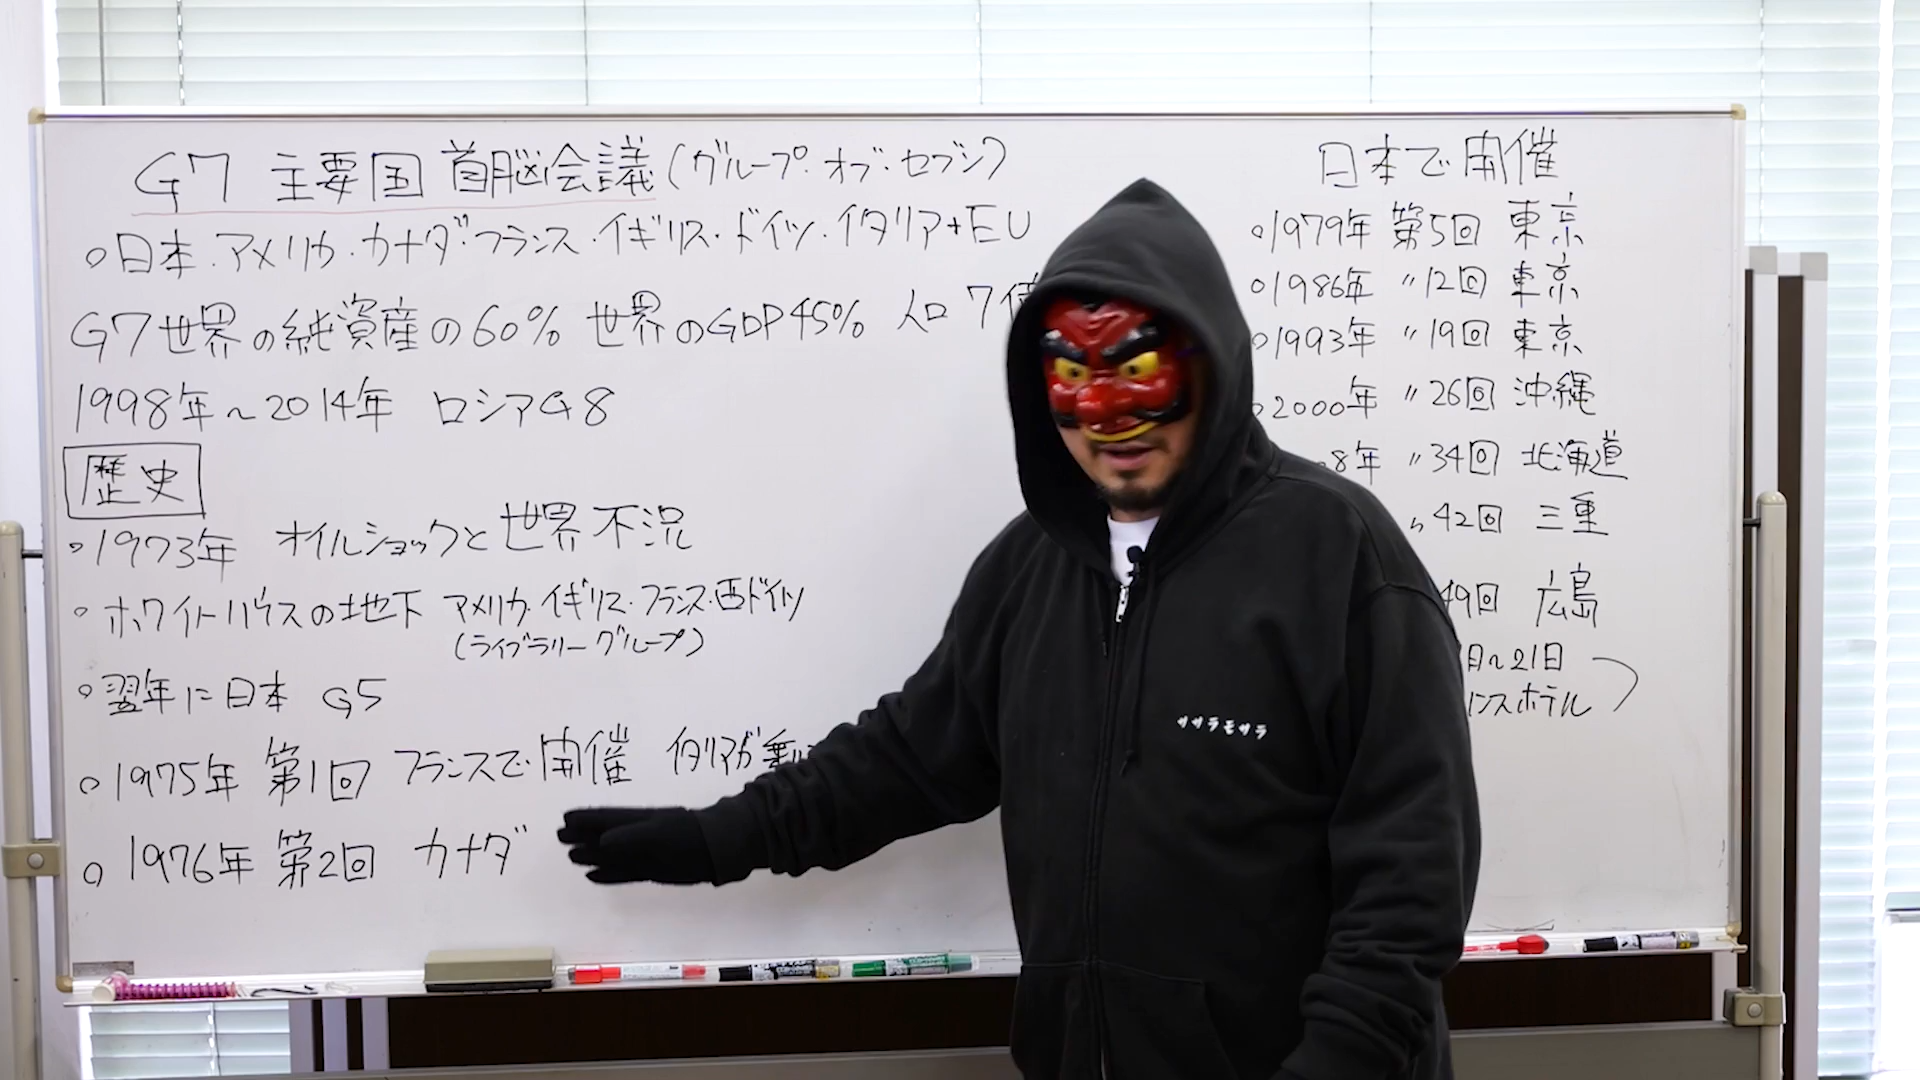 G7 主要国 首脳会議 (グループ・オブ・セブン)
○日本・アメリカ・カナダ・フランス・イギリス・ドイツ・イタリア+EU
G7世界の純資産の60% 世界のGDP45% 人口 7億
1998年~2014年 ロシアG8
歴史
○1973年 オイルショックと世界不況
○ホワイトハウスの地下 アメリカ・イギリス・フランス・西ドイツ
(ライブラリーグループ)
○翌年に日本 G5
○1975年 第1回 フランスで開催 イタリアが
○1976年 第2回 カナダ
日本で開催
○1979年 第5回 東京
○1986年 〃12回 東京
○1993年 〃19回 東京
○2000年 〃26回 沖縄
8年 〃34回 北海道
〃42回 三重
49回 広島
~21日
ンスホテル)